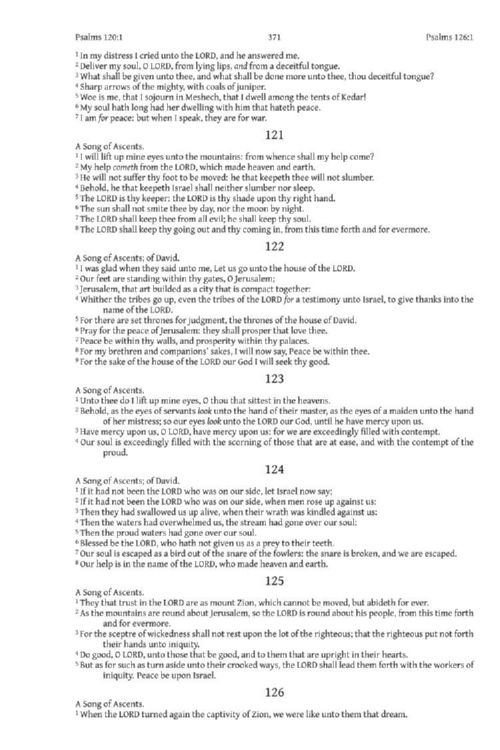 Psalms 120:1 371 Psalms 126:1
1 In my distress I cried unto the LORD, and he answered me.
2 Deliver my soul, O LORD, from lying lips, and from a deceitful tongue.
3 What shall be given unto thee, and what shall be done more unto thee, thou deceitful tongue?
4 Sharp arrows of the mighty, with coals of juniper.
5 Woe is me, that I sojourn in Meshech, that I dwell among the tents of Kedar!
6 My soul hath long had her dwelling with him that hateth peace.
7 I am for peace: but when I speak, they are for war.
121
A Song of Ascents.
1 I will lift up mine eyes unto the mountains: from whence shall my help come?
2 My help cometh from the LORD, which made heaven and earth.
3 He will not suffer thy foot to be moved: he that keepeth thee will not slumber.
4 Behold, he that keepeth Israel shall neither slumber nor sleep.
5 The LORD is thy keeper: the LORD is thy shade upon thy right hand.
6 The sun shall not smite thee by day, nor the moon by night.
7 The LORD shall keep thee from all evil; he shall keep thy soul.
8 The LORD shall keep thy going out and thy coming in, from this time forth and for evermore.
122
A Song of Ascents; of David.
1 I was glad when they said unto me, Let us go unto the house of the LORD.
2 Our feet are standing within thy gates, O Jerusalem;
3 Jerusalem, that art builded as a city that is compact together:
4 Whither the tribes go up, even the tribes of the LORD for a testimony unto Israel, to give thanks unto the
name of the LORD.
5 For there are set thrones for judgment, the thrones of the house of David.
6 Pray for the peace of Jerusalem: they shall prosper that love thee.
7 Peace be within thy walls, and prosperity within thy palaces.
8 For my brethren and companions' sakes, I will now say, Peace be within thee.
9 For the sake of the house of the LORD our God I will seek thy good.
123
A Song of Ascents.
1 Unto thee do I lift up mine eyes, O thou that sittest in the heavens.
2 Behold, as the eyes of servants look unto the hand of their master, as the eyes of a maiden unto the hand
of her mistress; so our eyes look unto the LORD our God, until he have mercy upon us.
3 Have mercy upon us, O LORD, have mercy upon us: for we are exceedingly filled with contempt.
4 Our soul is exceedingly filled with the scorning of those that are at ease, and with the contempt of the
proud.
124
A Song of Ascents; of David.
1 If it had not been the LORD who was on our side, let Israel now say;
2 If it had not been the LORD who was on our side, when men rose up against us:
3 Then they had swallowed us up alive, when their wrath was kindled against us:
4 Then the waters had overwhelmed us, the stream had gone over our soul:
5 Then the proud waters had gone over our soul.
6 Blessed be the LORD, who hath not given us as a prey to their teeth.
7 Our soul is escaped as a bird out of the snare of the fowlers: the snare is broken, and we are escaped.
8 Our help is in the name of the LORD, who made heaven and earth.
125
A Song of Ascents.
1 They that trust in the LORD are as mount Zion, which cannot be moved, but abideth for ever.
2 As the mountains are round about Jerusalem, so the LORD is round about his people, from this time forth
and for evermore.
3 For the sceptre of wickedness shall not rest upon the lot of the righteous; that the righteous put not forth
their hands unto iniquity.
4 Do good, O LORD, unto those that be good, and to them that are upright in their hearts.
5 But as for such as turn aside unto their crooked ways, the LORD shall lead them forth with the workers of
iniquity. Peace be upon Israel.
126
A Song of Ascents.
1 When the LORD turned again the captivity of Zion, we were like unto them that dream.